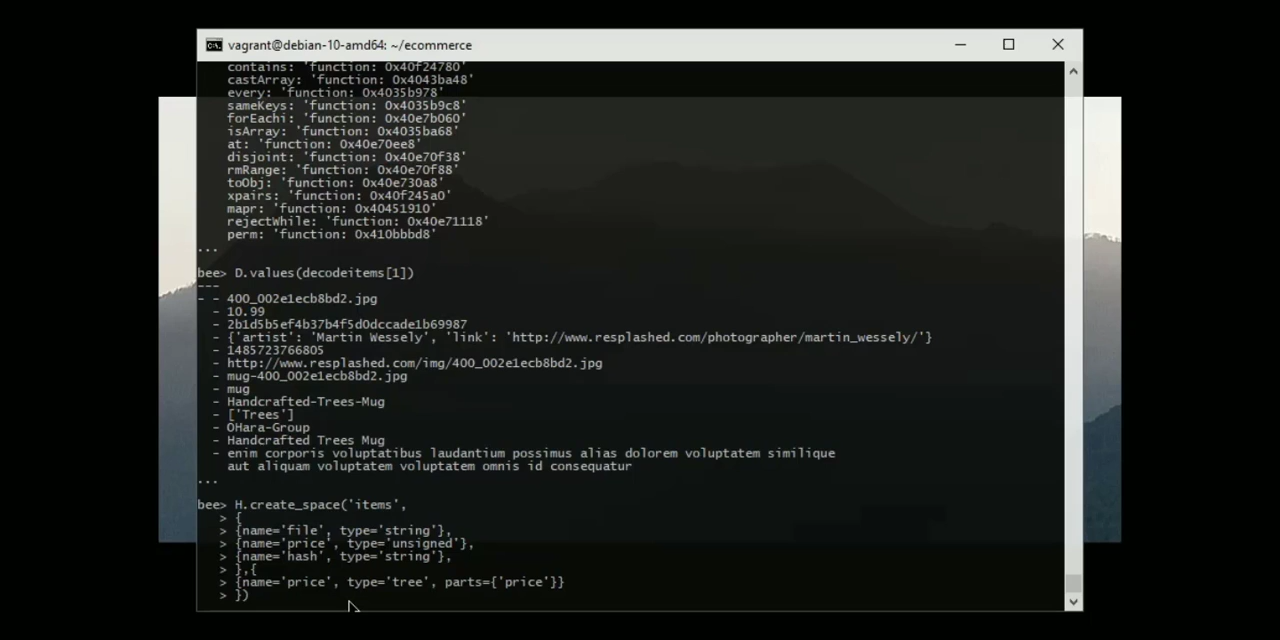 vagrant@debian-10-amd64: ~/ecommerce
contains: 'function: 0x40f24780'
castArray: 'function: 0x4043ba48'
every: 'function: 0x4035b978'
sameKeys: 'function: 0x4035b9c8'
forEachi: 'function: 0x40e7b060'
isArray: 'function: 0x4035ba68'
at: 'function: 0x40e70ee8'
disjoint: 'function: 0x40e70f38'
rmRange: 'function: 0x40e70f88'
toObj: 'function: 0x40e730a8'
xpairs: 'function: 0x40f245a0'
mapr: 'function: 0x40451910'
rejectWhile: 'function: 0x40e71118'
perm: 'function: 0x410bbbd8'
...
bee> D.values(decodeitems[1])
---
- - 400_002e1ecb8bd2.jpg
- 10.99
- 2b1d5b5ef4b37b4f5d0dccade1b69987
- {'artist': 'Martin Wessely', 'link': 'http://www.resplashed.com/photographer/martin_wessely/'}
- 1485723766805
- http://www.resplashed.com/img/400_002e1ecb8bd2.jpg
- mug-400_002e1ecb8bd2.jpg
- mug
- Handcrafted-Trees-Mug
- ['Trees']
- OHara-Group
- Handcrafted Trees Mug
- enim corporis voluptatibus laudantium possimus alias dolorem voluptatem similique
aut aliquam voluptatem voluptatem omnis id consequatur
...
bee> H.create_space('items',
> {
> {name='file', type='string'},
> {name='price', type='unsigned'},
> {name='hash', type='string'},
> },{
> {name='price', type='tree', parts={'price'}}
> })